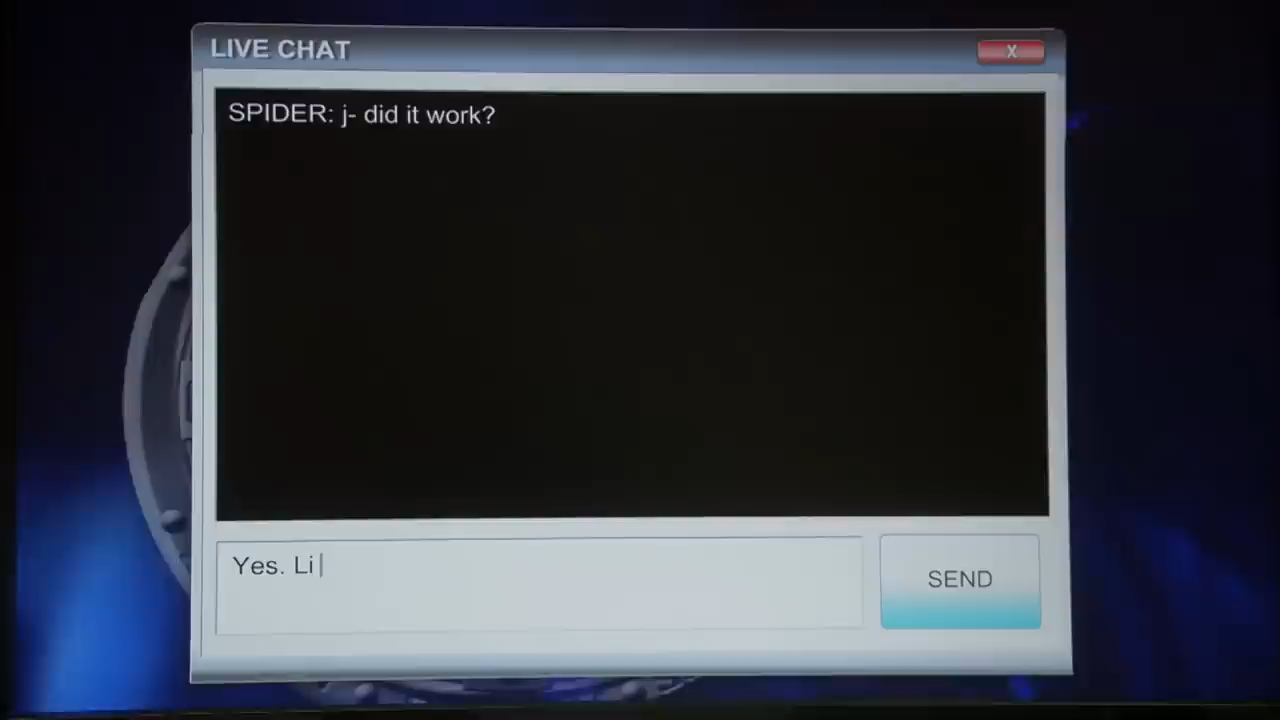 LIVE CHAT
X
SPIDER: j- did it work?
Yes. Li
SEND